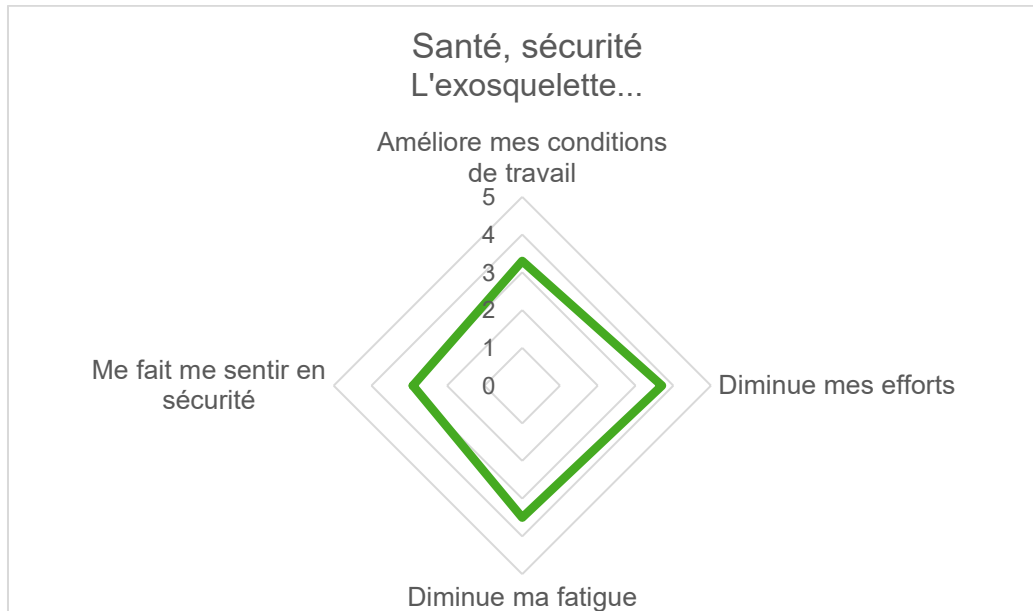 Santé, sécurité
L'exosquelette...
Améliore mes conditions
de travail
5
4
3
2
1
0
Me fait me sentir en
sécurité
Diminue mes efforts
Diminue ma fatigue